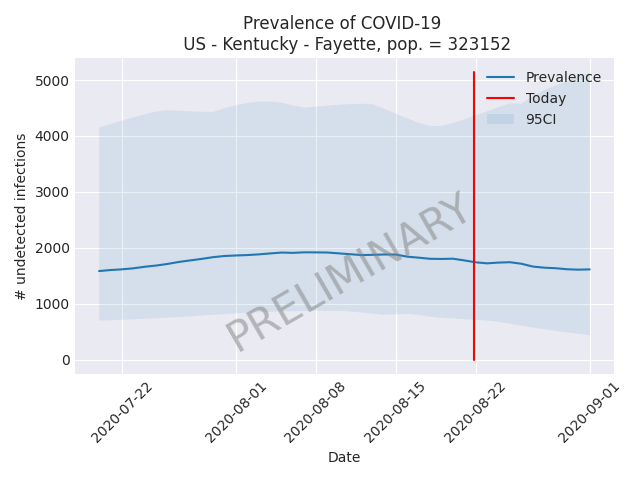 Prevalence of COVID-19
US - Kentucky - Fayette, pop. = 323152
# undetected infections
5000
4000
3000
2000
1000
0
Prevalence
Today
95CI
PRELIMINARY
2020-07-22
2020-08-01
2020-08-08
2020-08-15
2020-08-22
2020-09-01
Date